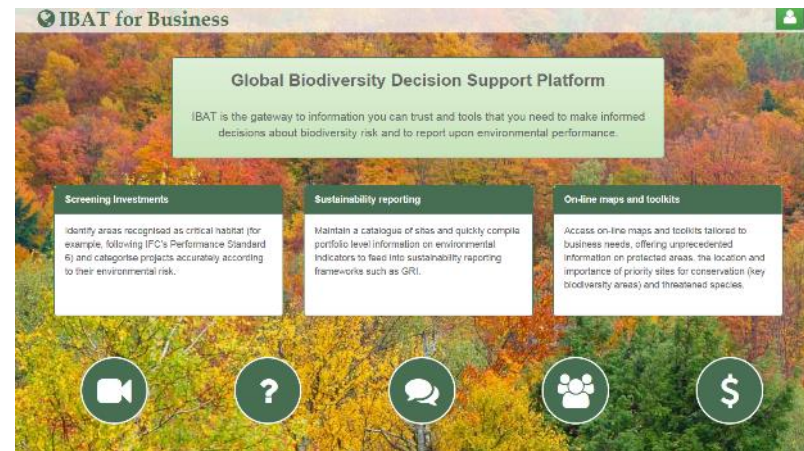 IBAT for Business
Global Biodiversity Decision Support Platform
IBAT is the gateway to information you can trust and tools that you need to make informed
decisions about biodiversity risk and to report upon environmental performance.
Screening Investments
Identify areas recognised as critical habitat (for
example, following IFC's Performance Standard
6) and categorise projects accurately according
to their environmental risk.
Sustainability reporting
Maintain a catalogue of sites and quickly compile
portfolio level information on environmental
indicators to feed into sustainability reporting
frameworks such as GRI.
On-line maps and toolkits
Access on-line maps and toolkits tailored to
business needs, offering unprecedented
information on protected areas, the location and
importance of priority sites for conservation (key
biodiversity areas) and threatened species.
? $